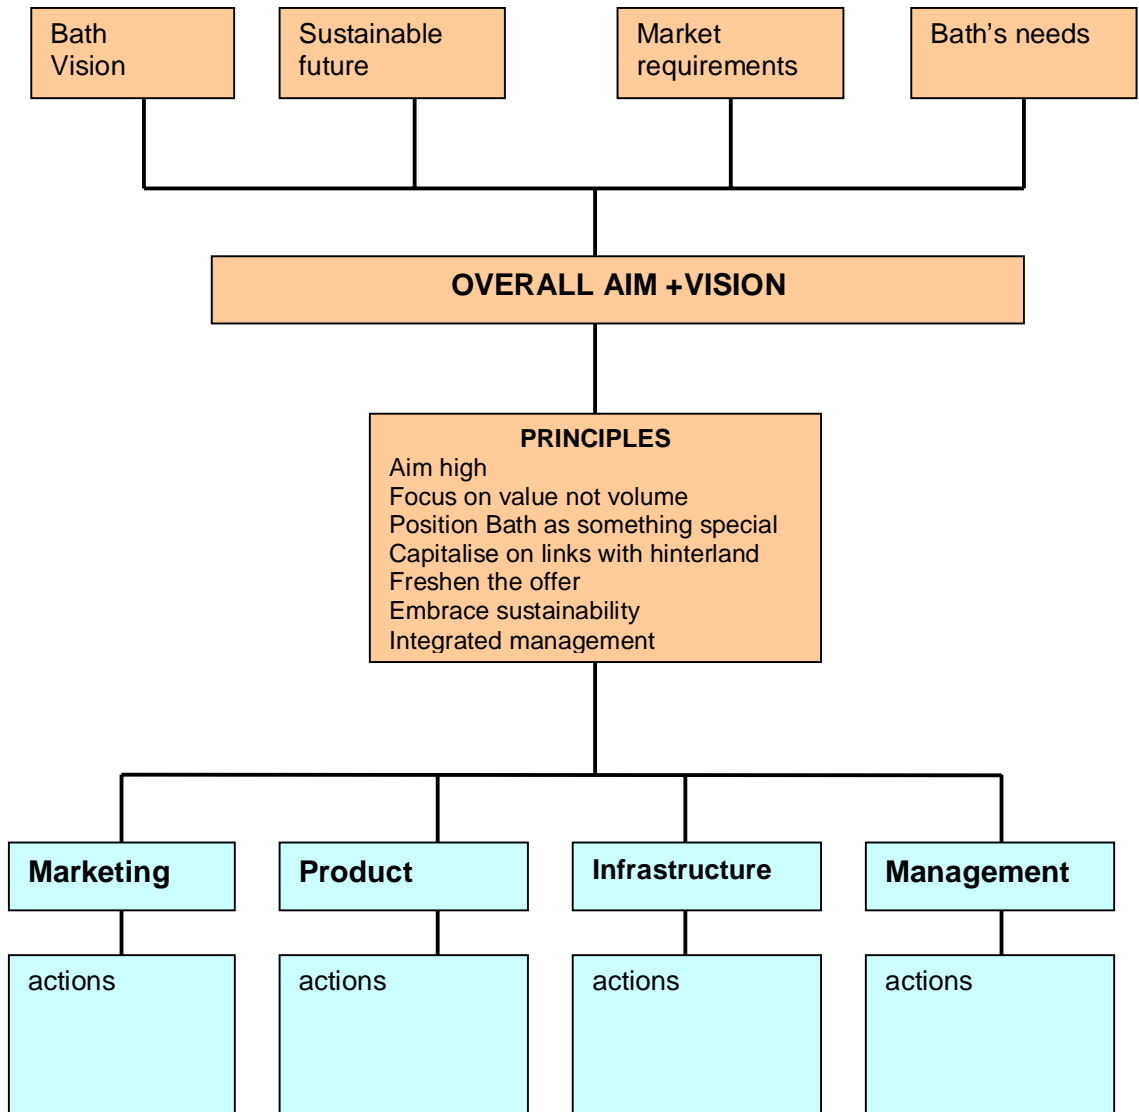 Bath
Vision
Sustainable
future
Market
requirements
Bath's needs
OVERALL AIM +VISION
PRINCIPLES
Aim high
Focus on value not volume
Position Bath as something special
Capitalise on links with hinterland
Freshen the offer
Embrace sustainability
Integrated management
Marketing
Product
Infrastructure
Management
actions
actions
actions
actions